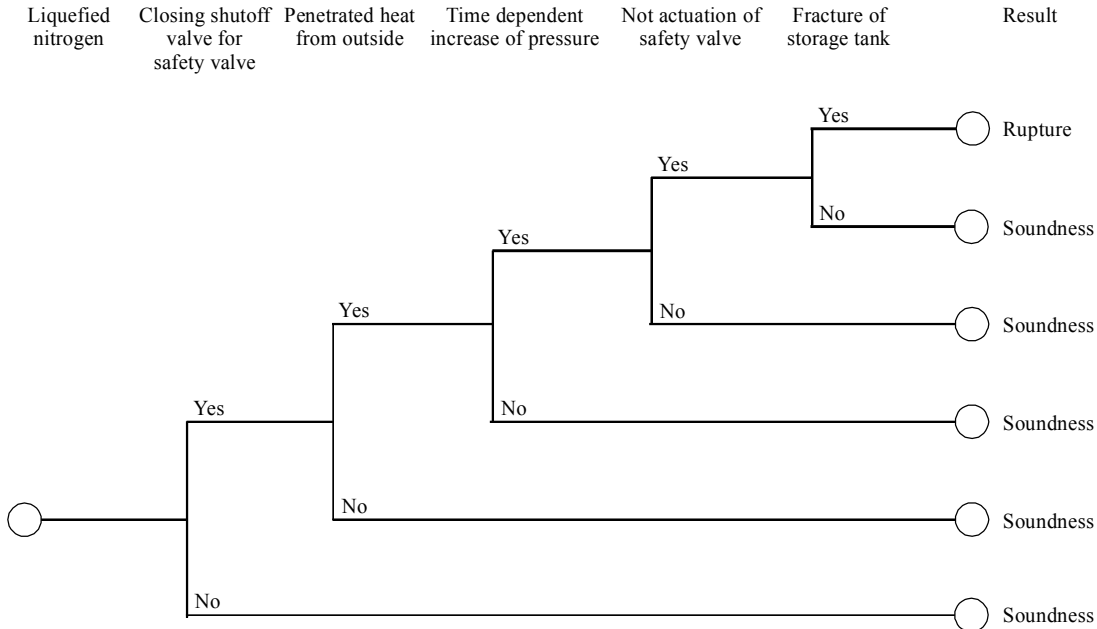 Liquefied
nitrogen
Closing shutoff
valve for
safety valve
Penetrated heat
from outside
Time dependent
increase of pressure
Not actuation of
safety valve
Fracture of
storage tank
Result
Yes
Rupture
Yes
No
Soundness
Yes
No
Soundness
Yes
No
Soundness
Yes
No
Soundness
No
Soundness